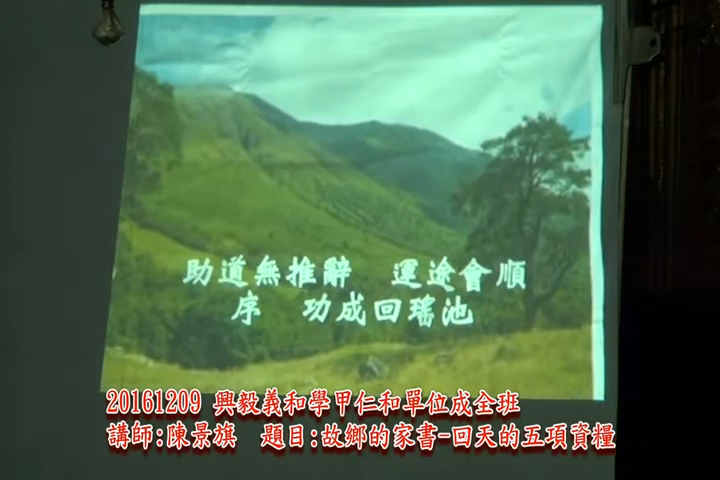 助道無推辭　運途會順
序　功成回瑤池
20161209 興毅義和學甲仁和單位成全班
講師:陳景旗　題目:故鄉的家書-回天的五項資糧